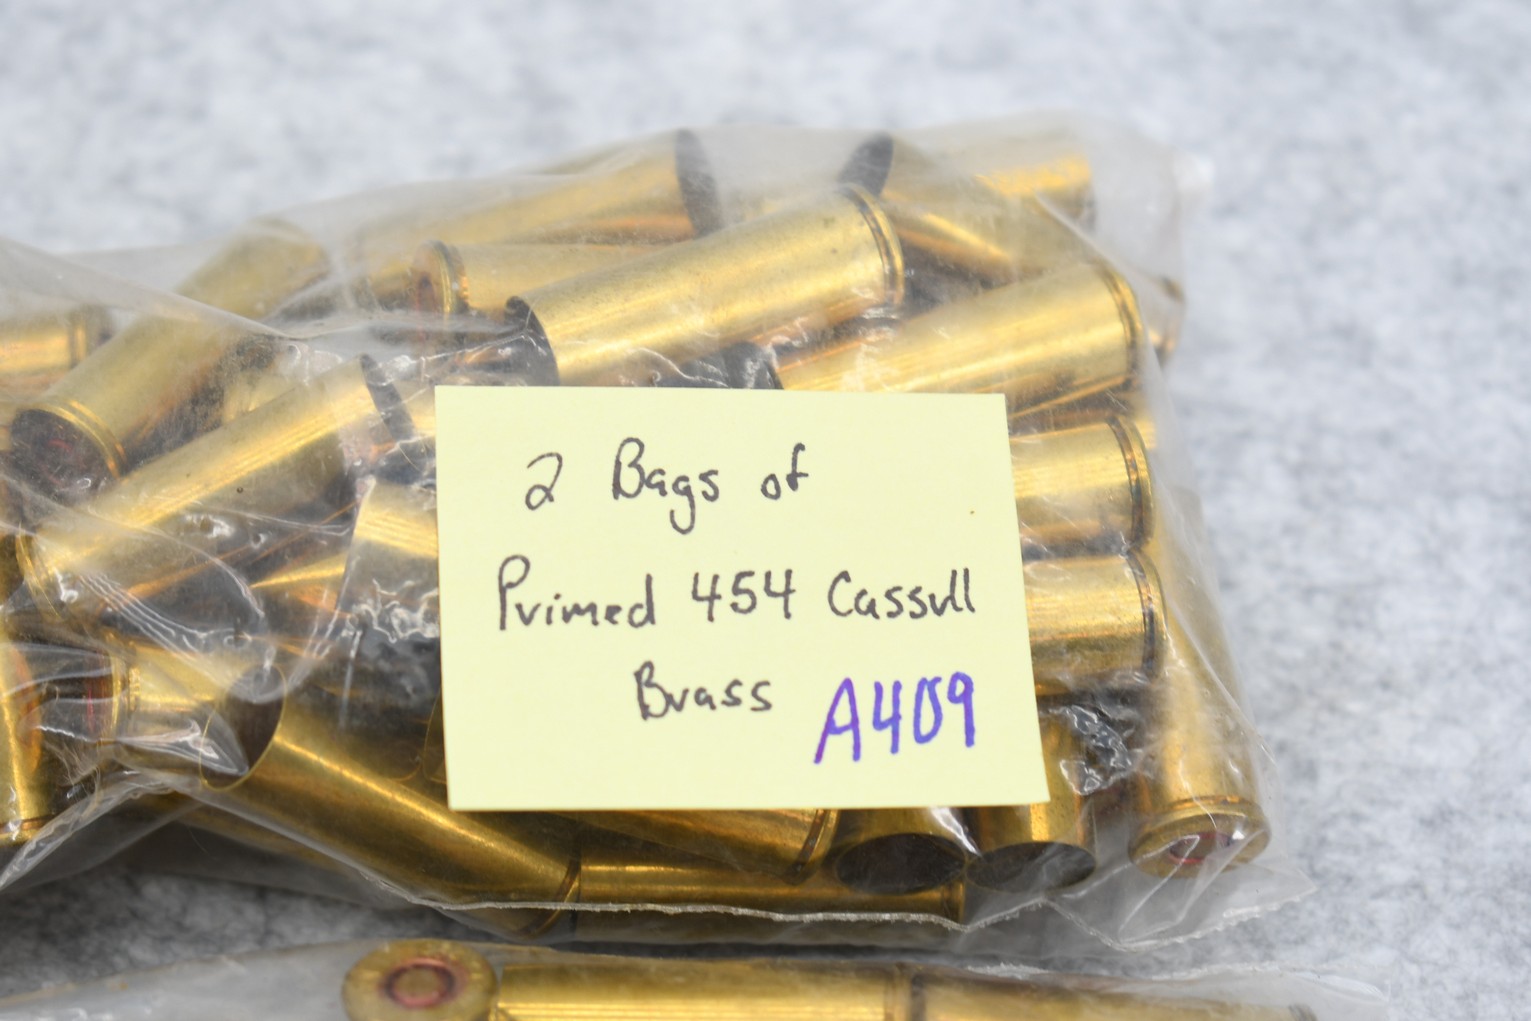 2 Bags of
Primed 454 Cassull
Brass A409